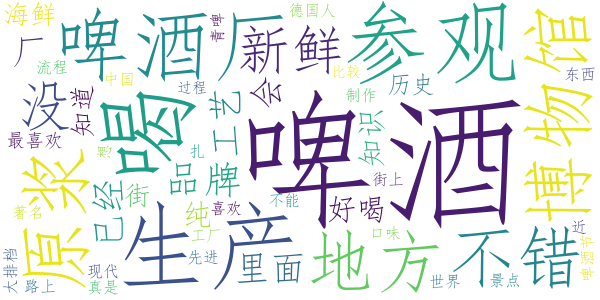 海鲜
啤酒厂
德国人
青啤
新鲜
参观
博物馆
厂
流程
中国
过程
没
知道
喝
工艺
会
比较
历史
制作
东西
最喜欢
原浆
已经
品牌
知识
啤酒
街上
街
扎
纯
喜欢
不能
好喝
著名
生产
工厂
先进
里面
地方
口味
不错
近
啤酒节
大排档
路上
现代
真是
世界
景点